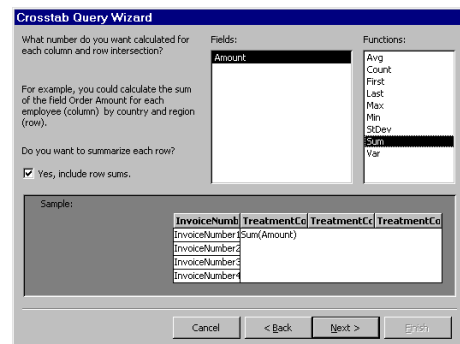 Crosstab Query Wizard
What number do you want calculated for
each column and row intersection?
For example, you could calculate the sum
of the field Order Amount for each
employee (column) by country and region
(row).
Do you want to summarize each row?
Yes, include row sums.
Fields:
Amount
Functions:
Avg
Count
First
Last
Max
Min
StDev
Sum
Var
Sample:
InvoiceNumb TreatmentCo TreatmentCc TreatmentCo
InvoiceNumber1 Sum(Amount)
InvoiceNumber2
InvoiceNumber3
InvoiceNumber4
Cancel < Back Next > Finish